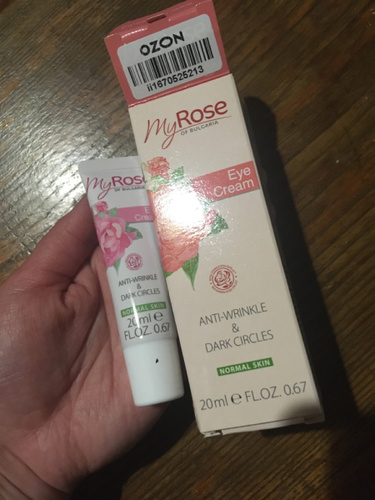 OZON
ii1670525213
MyRose
OF BULGARIA
Eye
Cream
ANTI-WRINKLE
&
DARK CIRCLES
NORMAL SKIN
20ml e FL.OZ. 0.67
MyRose
OF BULGARIA
E
Cre
ANTI-WRINKLE
&
DARK CIRCLES
NORMAL SKIN
20ml e
FL.OZ. 0.67